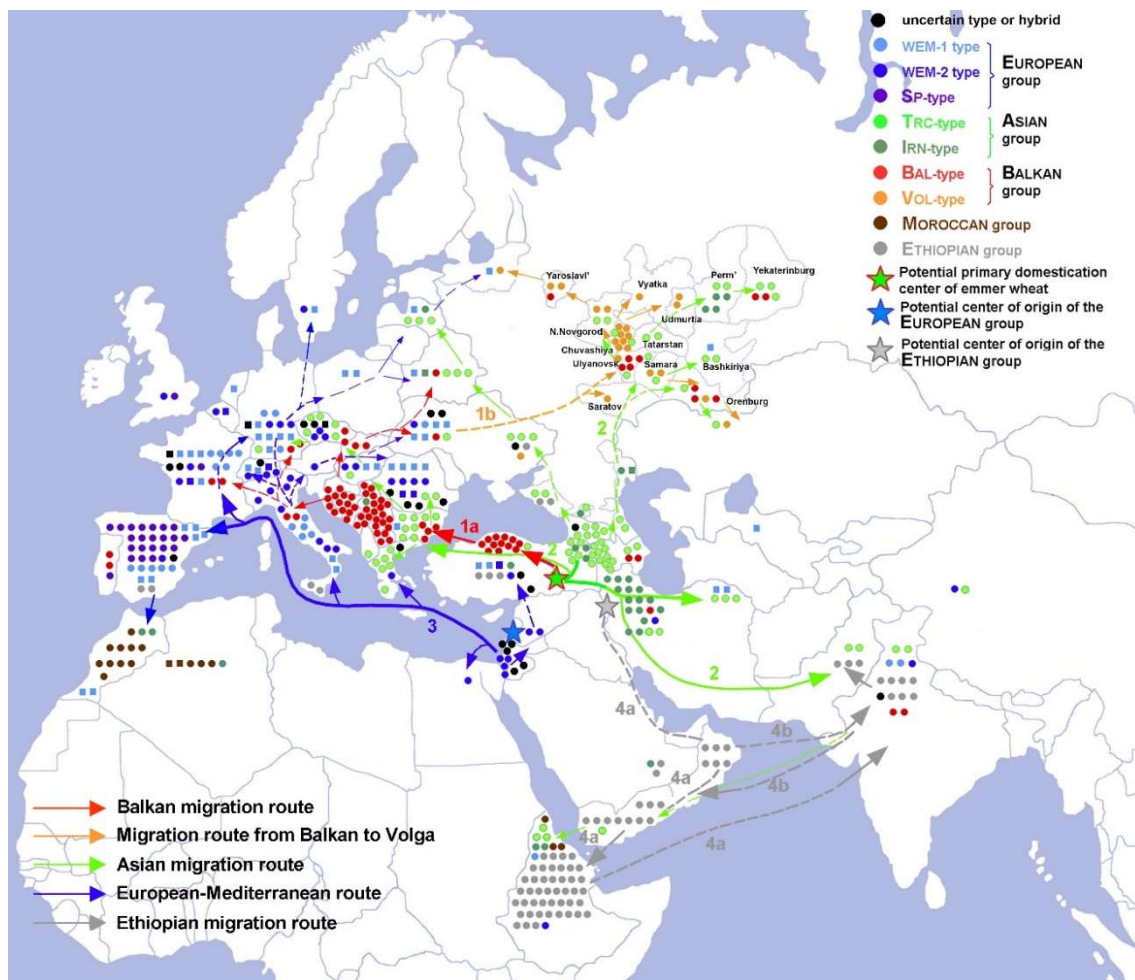 uncertain type or hybrid
WEM-1 type
WEM-2 type
SP-type
EUROPEAN
group
TRC-type
IRN-type
ASIAN
group
BAL-type
VOL-type
BALKAN
group
MOROCCAN group
ETHIOPIAN group
Potential primary domestication
center of emmer wheat
Potential center of origin of the
EUROPEAN group
Potential center of origin of the
ETHIOPIAN group
Yaroslavl'
Vyatka
Perm'
Yekaterinburg
N.Novgorod
Udmurtia
Chuvashiya
Tatarstan
Ulyanovsk
Samara
Bashkiriya
Saratov
Orenburg
1b
2
1a
2
3
2
4a
4b
4a
4b
4a
4a
Balkan migration route
Migration route from Balkan to Volga
Asian migration route
European-Mediterranean route
Ethiopian migration route